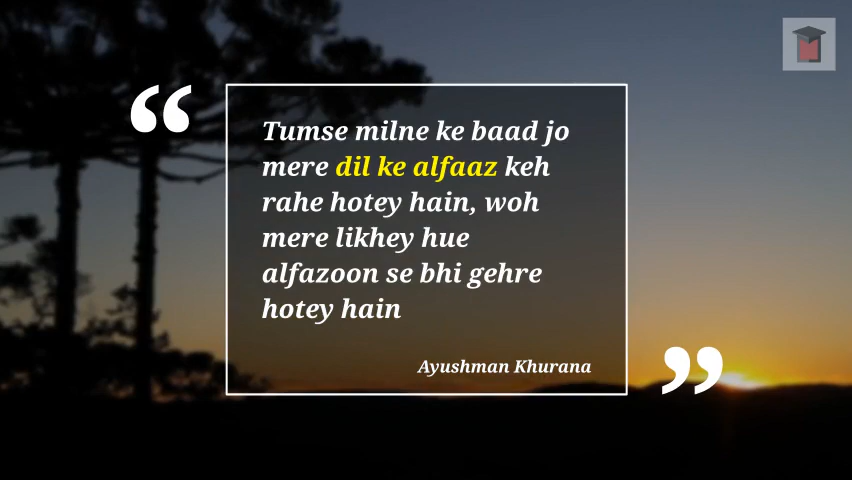 Tumse milne ke baad jo
mere dil ke alfaaz keh
rahe hotey hain, woh
mere likhey hue
alfazoon se bhi gehre
hotey hain
Ayushman Khurana